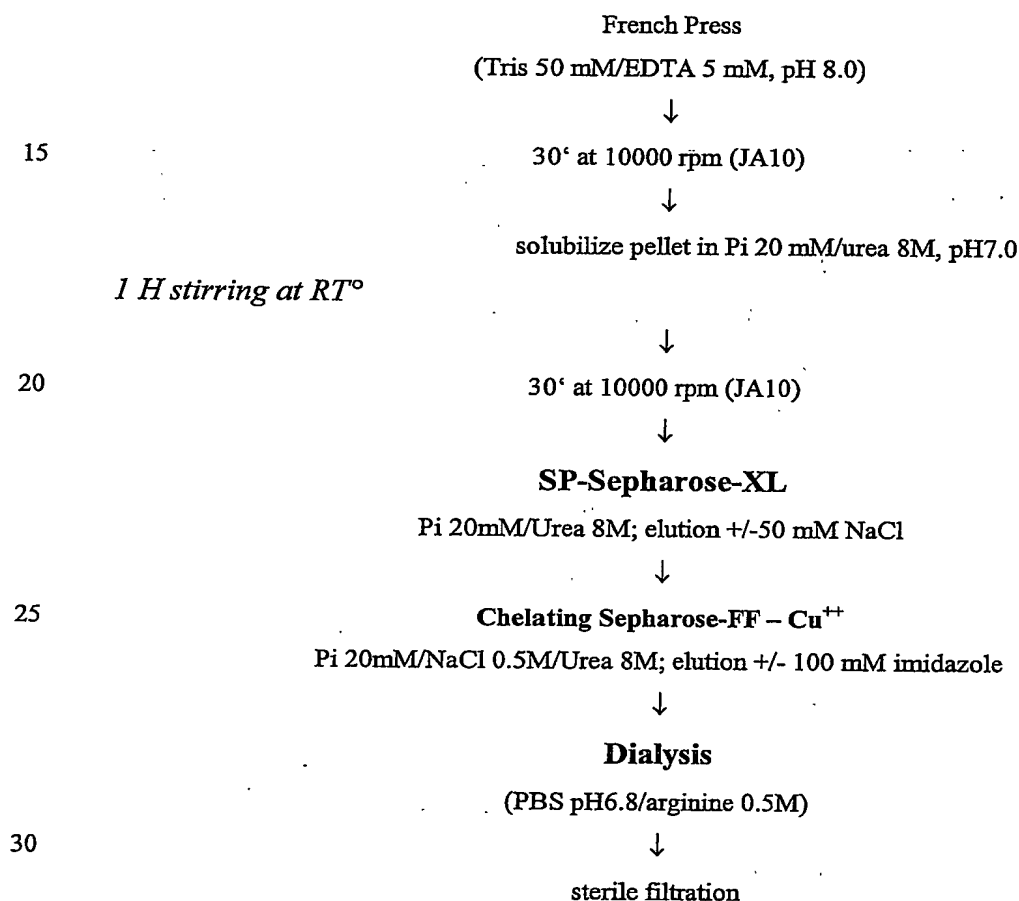 French Press
(Tris 50 mM/EDTA 5 mM, pH 8.0)
↓
15 30‘ at 10000 rpm (JA10)
↓
solubilize pellet in Pi 20 mM/urea 8M, pH7.0
1 H stirring at RT°
↓
20 30‘ at 10000 rpm (JA10)
↓
SP-Sepharose-XL
Pi 20mM/Urea 8M; elution +/-50 mM NaCl
↓
25 Chelating Sepharose-FF – Cu⁺⁺
Pi 20mM/NaCl 0.5M/Urea 8M; elution +/- 100 mM imidazole
↓
Dialysis
(PBS pH6.8/arginine 0.5M)
30 ↓
sterile filtration